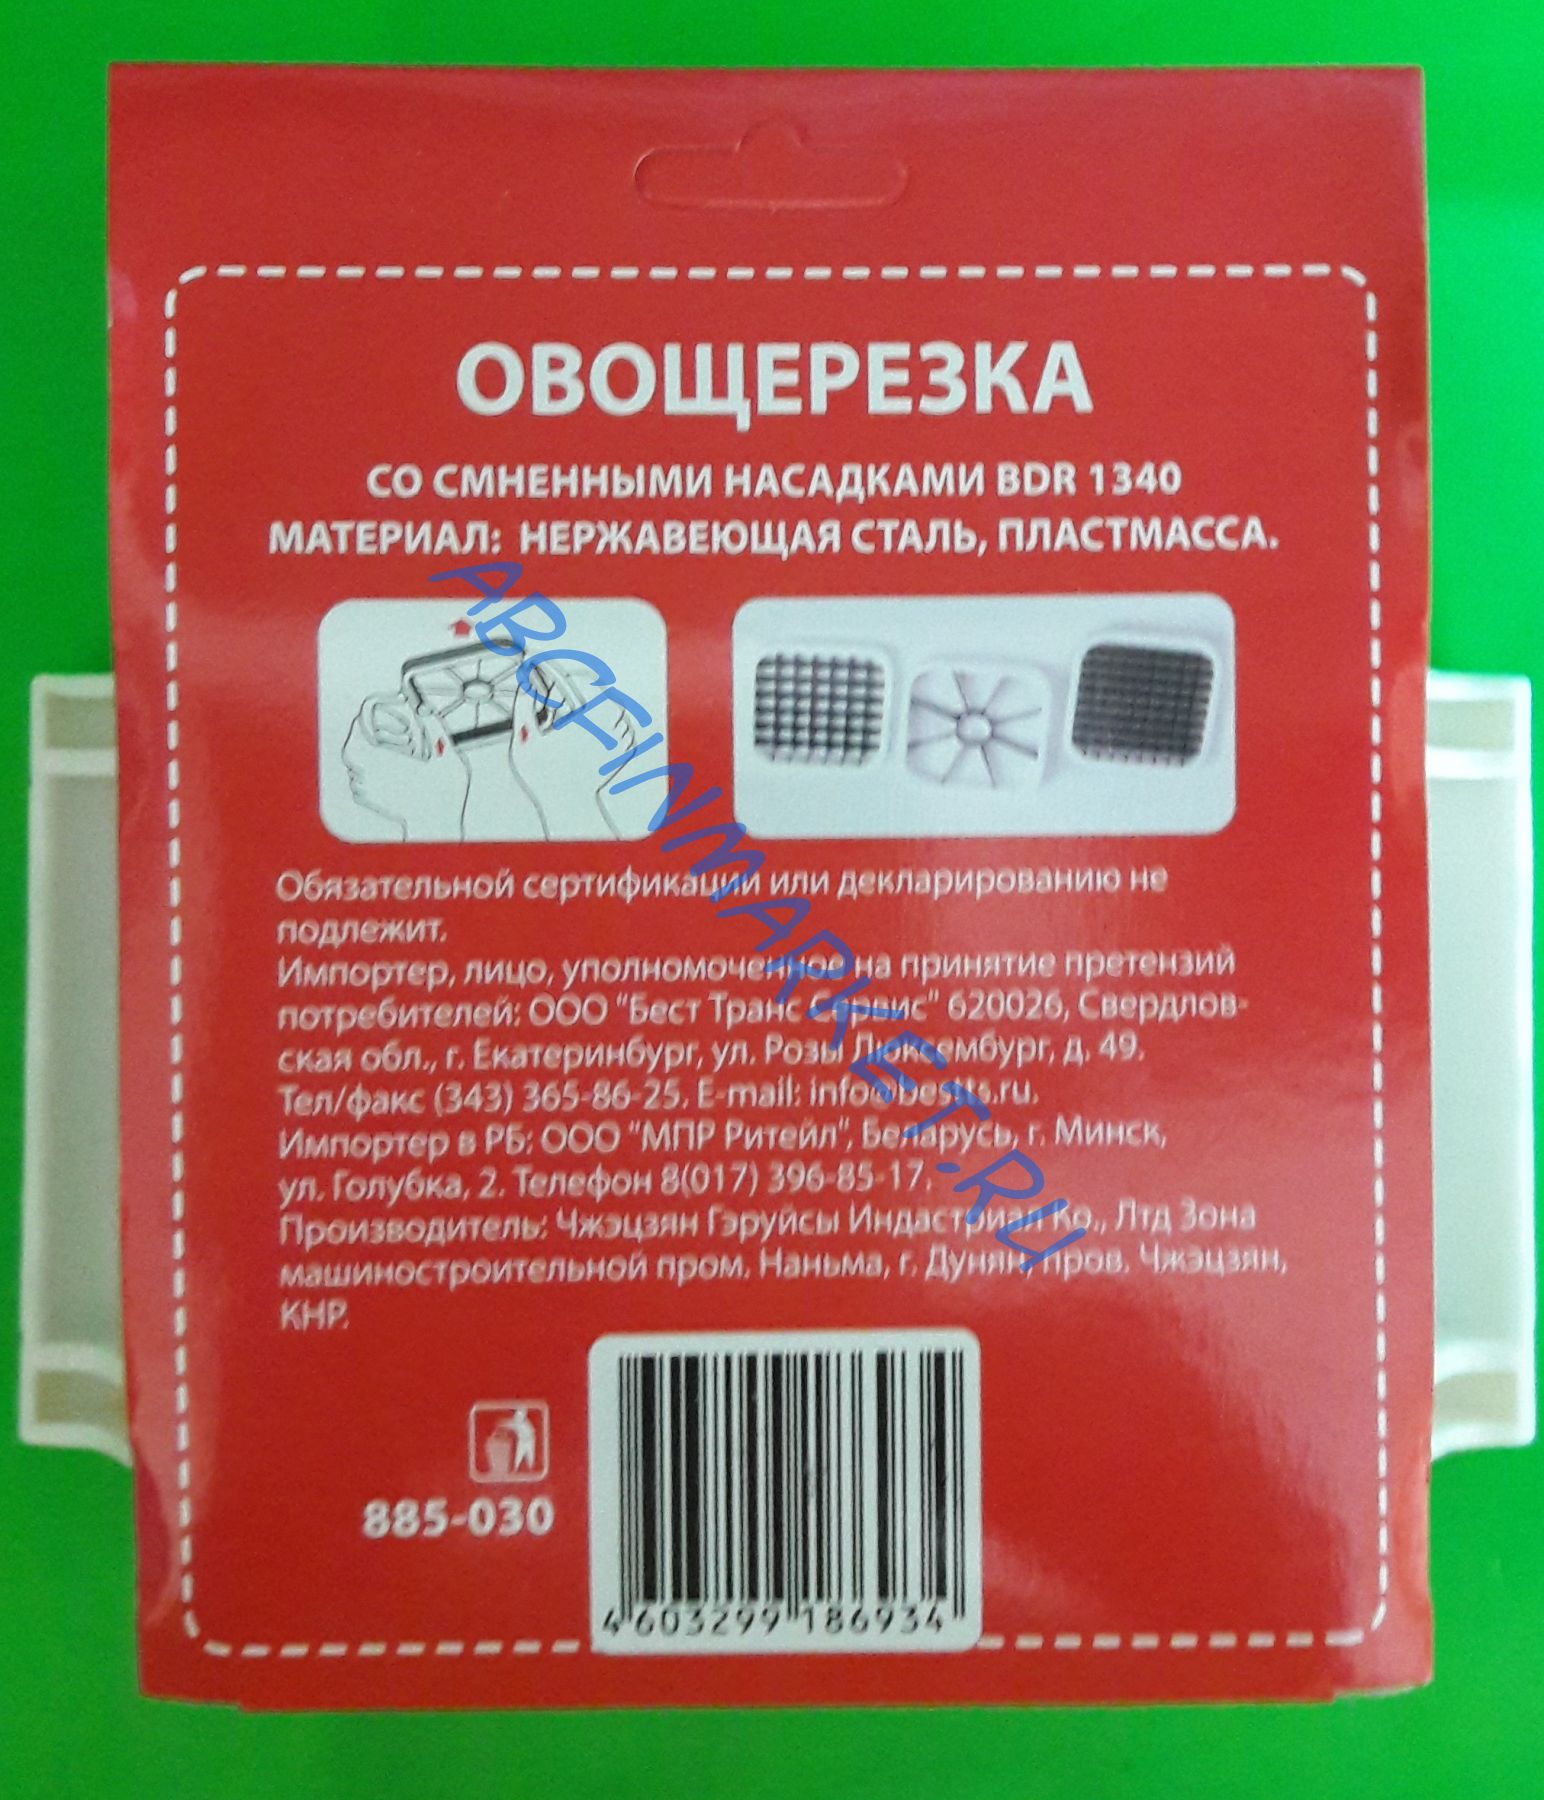 ОВОЩЕРЕЗКА
СО СМНЕННЫМИ НАСАДКАМИ BDR 1340
МАТЕРИАЛ: НЕРЖАВЕЮЩАЯ СТАЛЬ, ПЛАСТМАССА.
ABCFINMARKET.RU
Обязательной сертификации или декларированию не
подлежит.
Импортер, лицо, уполномоченное на принятие претензий
потребителей: ООО "Бест Транс Сервис" 620026, Свердлов-
ская обл., г. Екатеринбург, ул. Розы Люксембург, д. 49.
Тел/факс (343) 365-86-25. E-mail: info@bestts.ru.
Импортер в РБ: ООО "МПР Ритейл", Беларусь, г. Минск,
ул. Голубка, 2. Телефон 8(017) 396-85-17.
Производитель: Чжэцзян Гэруйсы Индастриал Ко., Лтд Зона
машиностроительной пром. Наньма, г. Дунян, пров. Чжэцзян,
КНР.
885-030
4 603299 186934